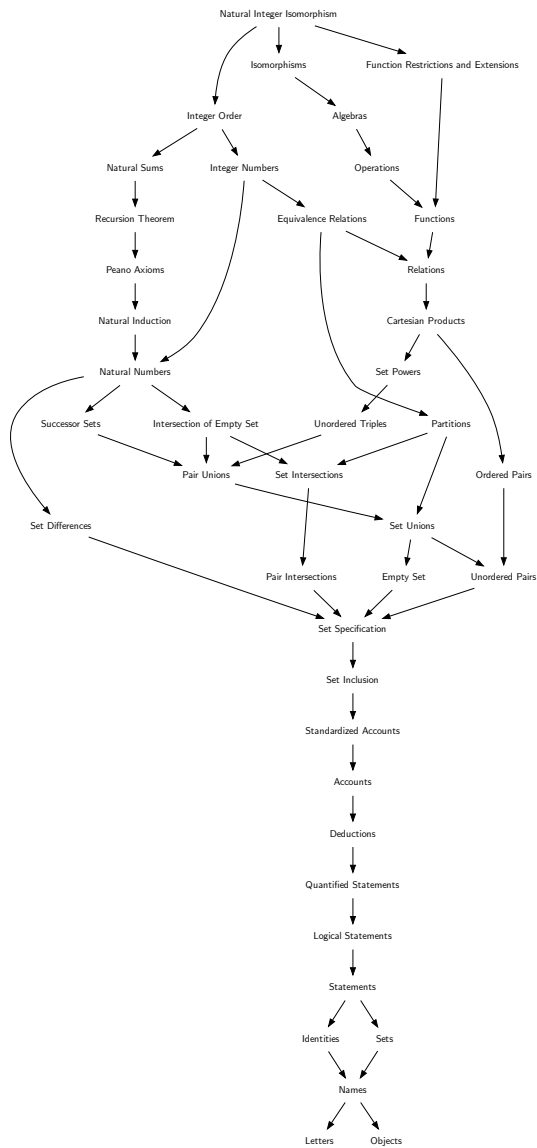 Natural Integer Isomorphism
Isomorphisms
Function Restrictions and Extensions
Integer Order
Algebras
Natural Sums
Integer Numbers
Operations
Recursion Theorem
Equivalence Relations
Functions
Peano Axioms
Relations
Natural Induction
Cartesian Products
Natural Numbers
Set Powers
Successor Sets
Intersection of Empty Set
Unordered Triples
Partitions
Pair Unions
Set Intersections
Ordered Pairs
Set Differences
Set Unions
Pair Intersections
Empty Set
Unordered Pairs
Set Specification
Set Inclusion
Standardized Accounts
Accounts
Deductions
Quantified Statements
Logical Statements
Statements
Identities
Sets
Names
Letters
Objects